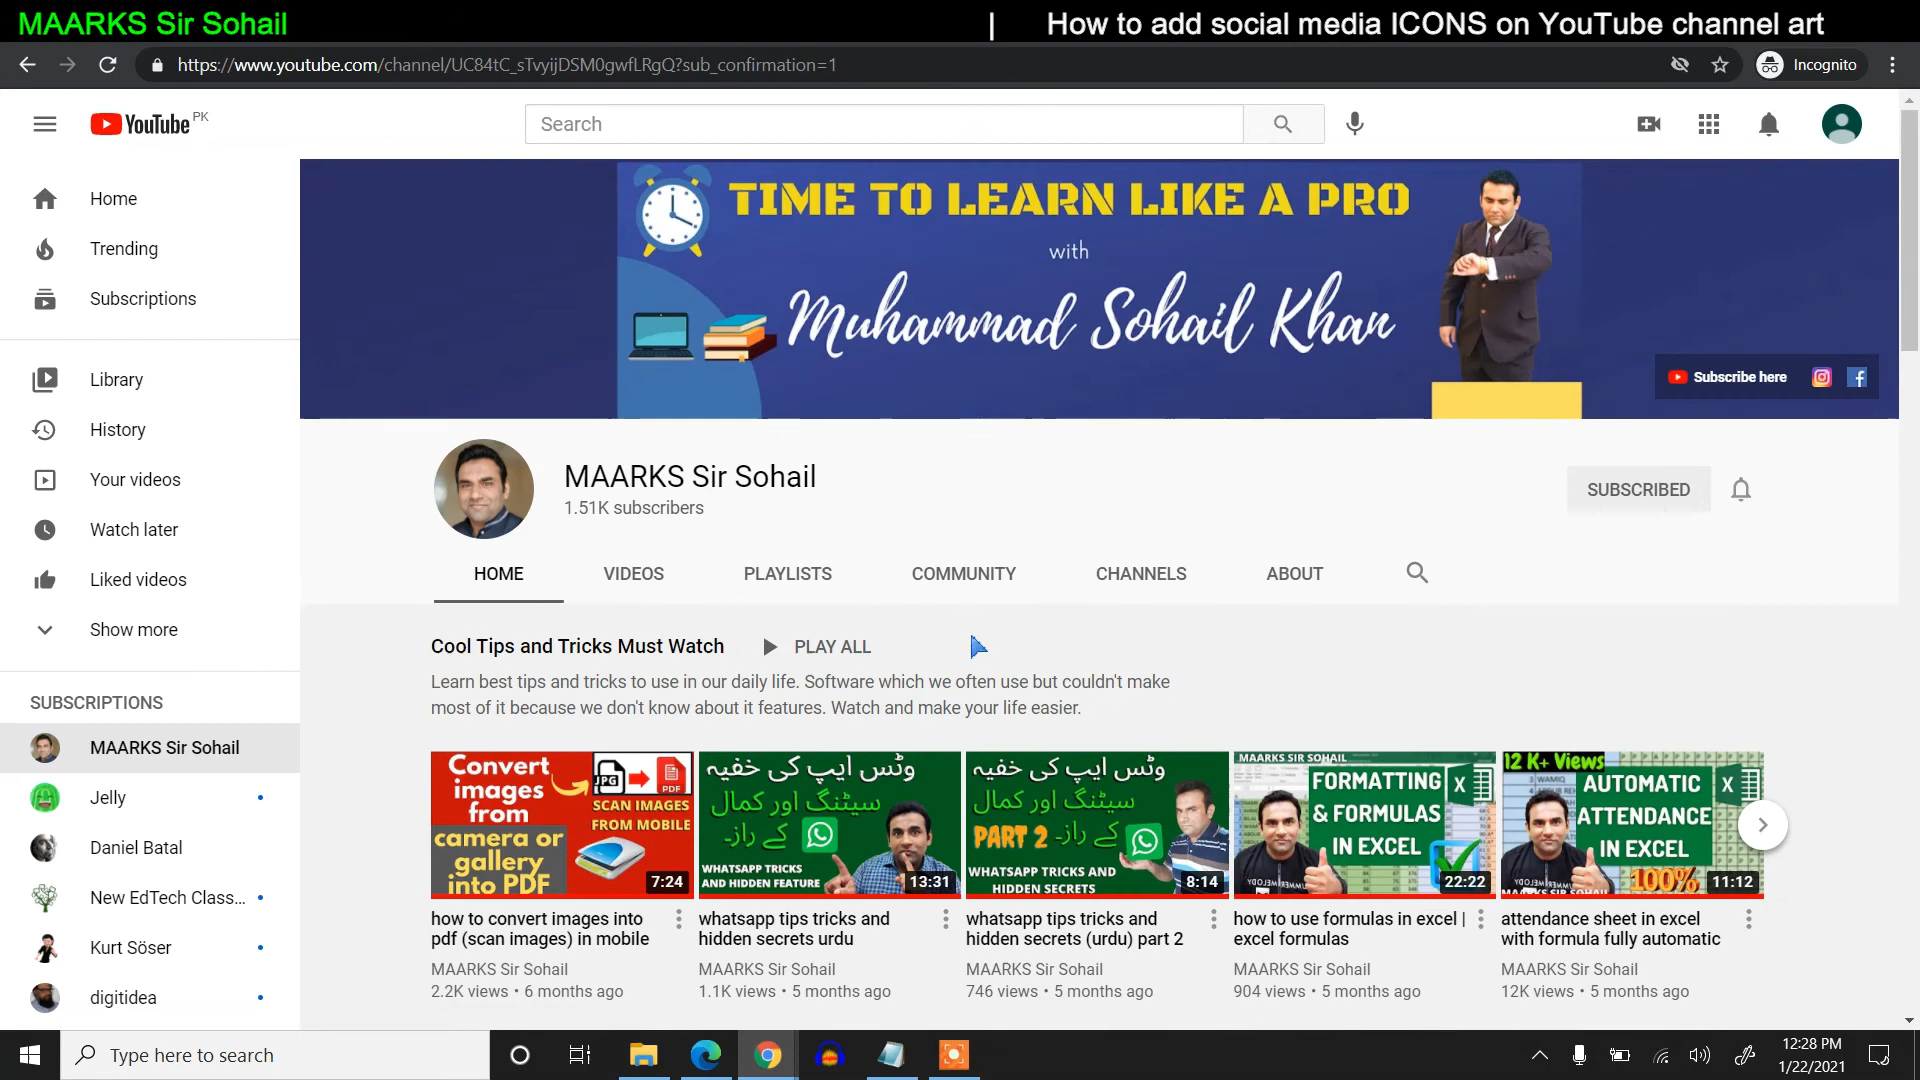 MAARKS Sir Sohail | How to add social media ICONS on YouTube channel art
https://www.youtube.com/channel/UC84tC_sTvyijDSM0gwfLRgQ?sub_confirmation=1
Incognito
YouTube PK
Search
Home
Trending
Subscriptions
Library
History
Your videos
Watch later
Liked videos
Show more
SUBSCRIPTIONS
MAARKS Sir Sohail
Jelly
Daniel Batal
New EdTech Class...
Kurt Söser
digitidea
TIME TO LEARN LIKE A PRO
with
Muhammad Sohail Khan
Subscribe here
MAARKS Sir Sohail
1.51K subscribers
SUBSCRIBED
HOME VIDEOS PLAYLISTS COMMUNITY CHANNELS ABOUT
Cool Tips and Tricks Must Watch PLAY ALL
Learn best tips and tricks to use in our daily life. Software which we often use but couldn't make
most of it because we don't know about it features. Watch and make your life easier.
Convert
images
from
camera or
gallery
into PDF
JPG
PDF
SCAN IMAGES
FROM MOBILE
7:24
how to convert images into
pdf (scan images) in mobile
MAARKS Sir Sohail
2.2K views • 6 months ago
وٹس ایپ کی خفیہ
سیٹنگ اور کمال
کے راز۔
WHATSAPP TRICKS
AND HIDDEN FEATURE
13:31
whatsapp tips tricks and
hidden secrets urdu
MAARKS Sir Sohail
1.1K views • 5 months ago
وٹس ایپ کی خفیہ
سیٹنگ اور کمال
PART 2 کے راز۔
WHATSAPP TRICKS AND
HIDDEN SECRETS
8:14
whatsapp tips tricks and
hidden secrets (urdu) part 2
MAARKS Sir Sohail
746 views • 5 months ago
MAARKS SIR SOHAIL
FORMATTING
& FORMULAS
IN EXCEL
22:22
how to use formulas in excel |
excel formulas
MAARKS Sir Sohail
904 views • 5 months ago
12 K+ Views
AUTOMATIC
ATTENDANCE
IN EXCEL
100%
MAARKS SIR SOHAIL
11:12
attendance sheet in excel
with formula fully automatic
MAARKS Sir Sohail
12K views • 5 months ago
Type here to search
12:28 PM
1/22/2021